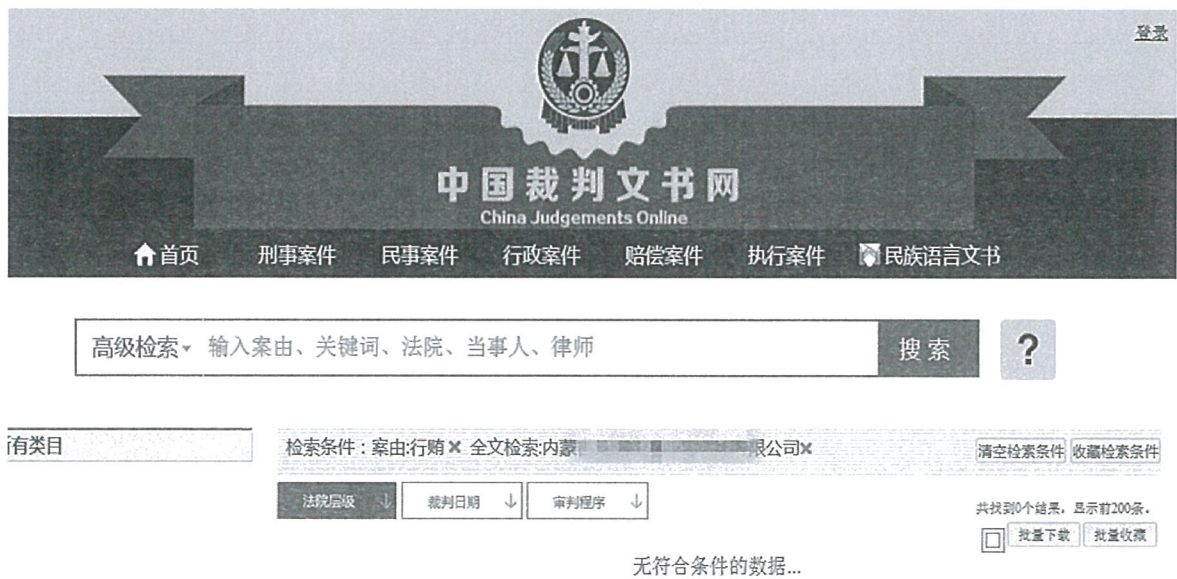 登录
中国裁判文书网
China Judgements Online
首页 刑事案件 民事案件 行政案件 赔偿案件 执行案件 民族语言文书
高级检索 输入案由、关键词、法院、当事人、律师 搜索 ?
所有类目
检索条件：案由:行贿 × 全文检索:内蒙 限公司×
清空检索条件 收藏检索条件
法院层级 ↓ 裁判日期 ↓ 审判程序 ↓
共找到0个结果，显示前200条。
批量下载 批量收藏
无符合条件的数据...